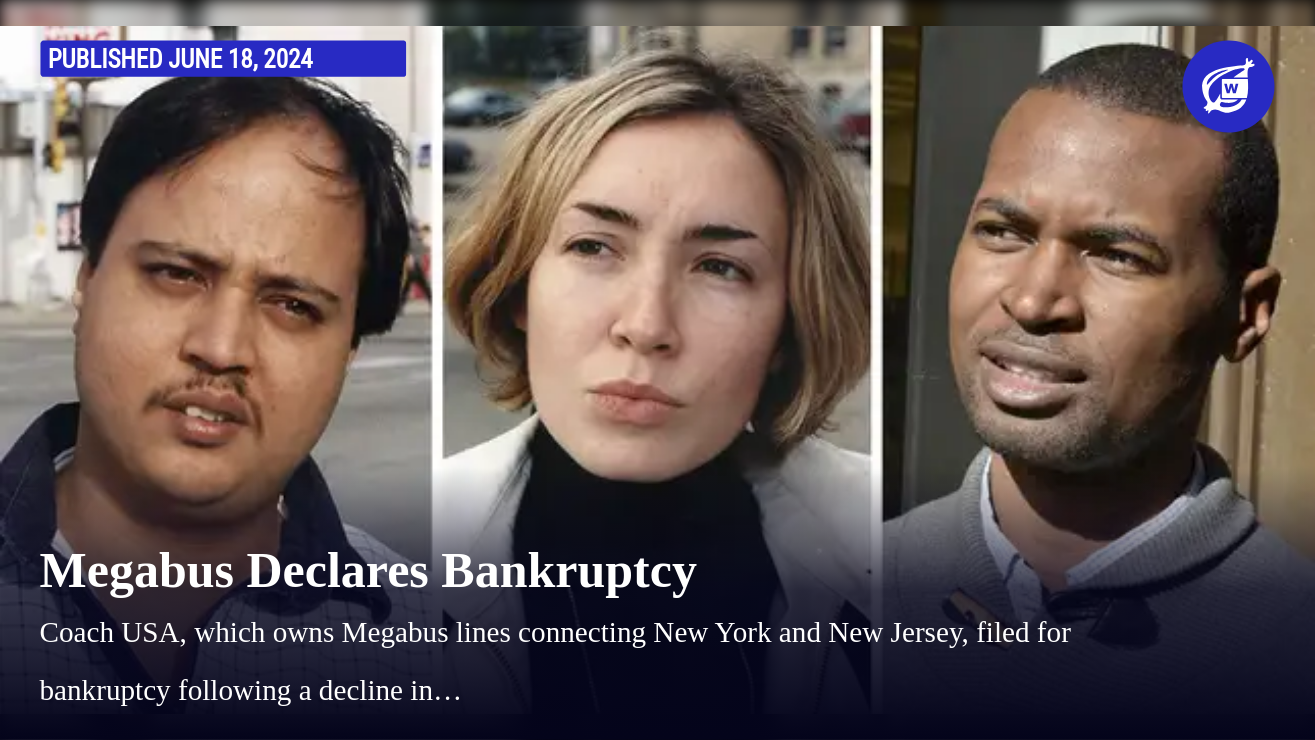 PUBLISHED JUNE 18, 2024
W
Megabus Declares Bankruptcy
Coach USA, which owns Megabus lines connecting New York and New Jersey, filed for
bankruptcy following a decline in…